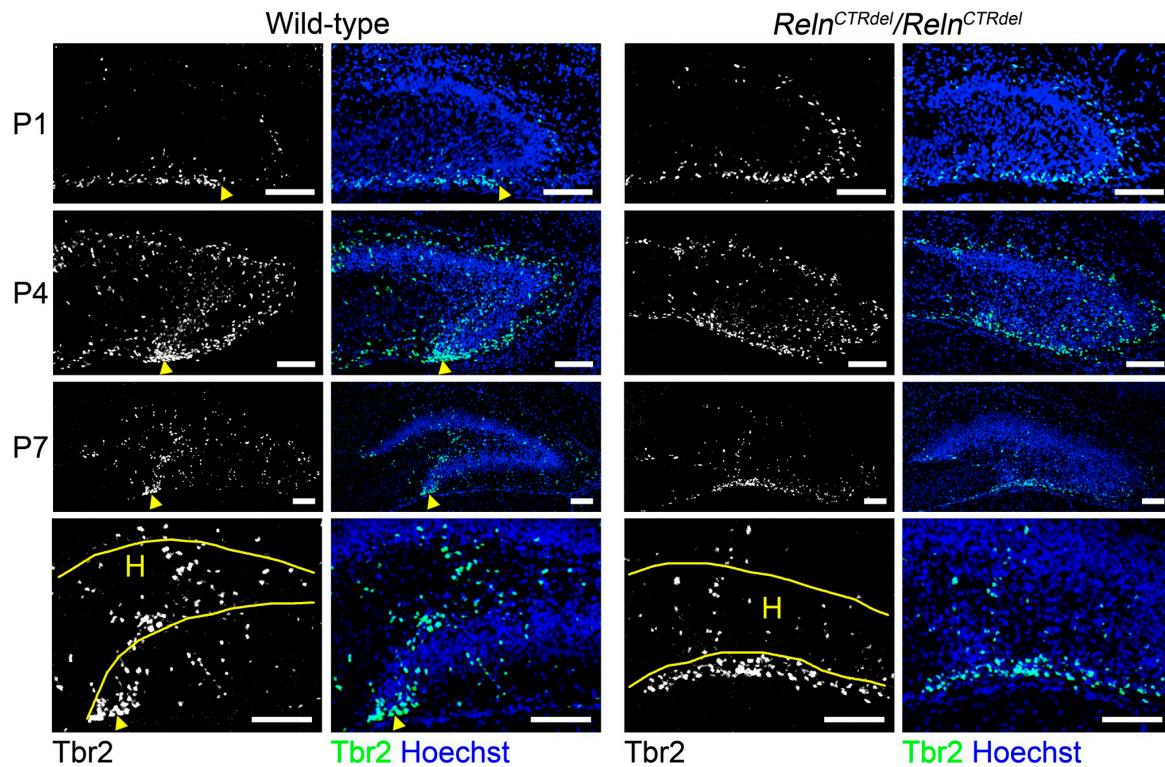 Wild-type
Reln^CTRdel/Reln^CTRdel
P1
P4
P7
H
H
Tbr2
Tbr2 Hoechst
Tbr2
Tbr2 Hoechst